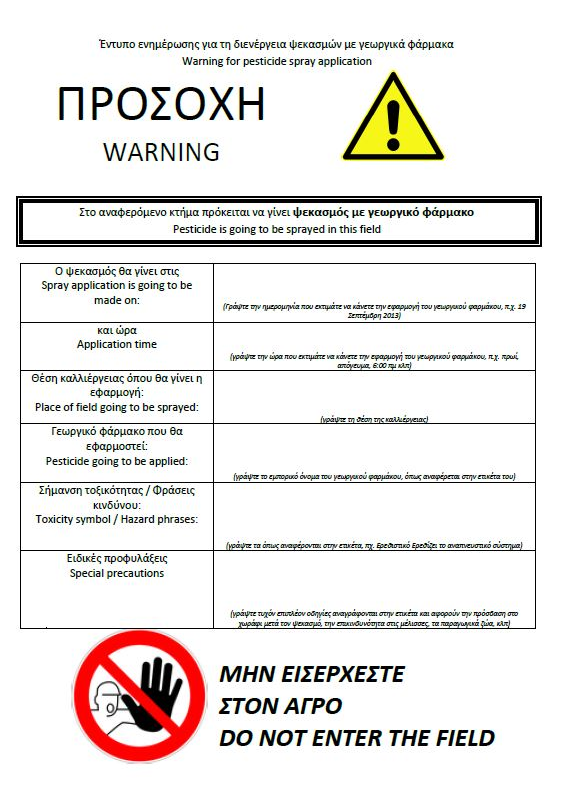 Έντυπο ενημέρωσης για τη διενέργεια ψεκασμών με γεωργικά φάρμακα
Warning for pesticide spray application
ΠΡΟΣΟΧΗ
WARNING
Στο αναφερόμενο κτήμα πρόκειται να γίνει ψεκασμός με γεωργικό φάρμακο
Pesticide is going to be sprayed in this field
Ο ψεκασμός θα γίνει στις
Spray application is going to be
made on:
(Γράψτε την ημερομηνία που εκτιμάτε να κάνετε την εφαρμογή του γεωργικού φαρμάκου, π.χ. 19
Σεπτέμβρη 2013)
και ώρα
Application time
(γράψτε την ώρα που εκτιμάτε να κάνετε την εφαρμογή του γεωργικού φαρμάκου, π.χ. πρωί,
απόγευμα, 6:00 πμ κλπ)
Θέση καλλιέργειας όπου θα γίνει η
εφαρμογή:
Place of field going to be sprayed:
(γράψτε τη θέση της καλλιέργειας)
Γεωργικό φάρμακο που θα
εφαρμοστεί:
Pesticide going to be applied:
(γράψτε το εμπορικό όνομα του γεωργικού φαρμάκου, όπως αναφέρεται στην ετικέτα του)
Σήμανση τοξικότητας / Φράσεις
κινδύνου:
Toxicity symbol / Hazard phrases:
(γράψτε τα όπως αναφέρονται στην ετικέτα, πχ. Ερεθιστικό Ερεθίζει το αναπνευστικό σύστημα)
Ειδικές προφυλάξεις
Special precautions
(γράψτε τυχόν επιπλέον οδηγίες αναγράφονται στην ετικέτα και αφορούν την πρόσβαση στο
χωράφι μετά τον ψεκασμό, την επικινδυνότητα στις μέλισσες, τα παραγωγικά ζώα, κλπ)
ΜΗΝ ΕΙΣΕΡΧΕΣΤΕ
ΣΤΟΝ ΑΓΡΟ
DO NOT ENTER THE FIELD